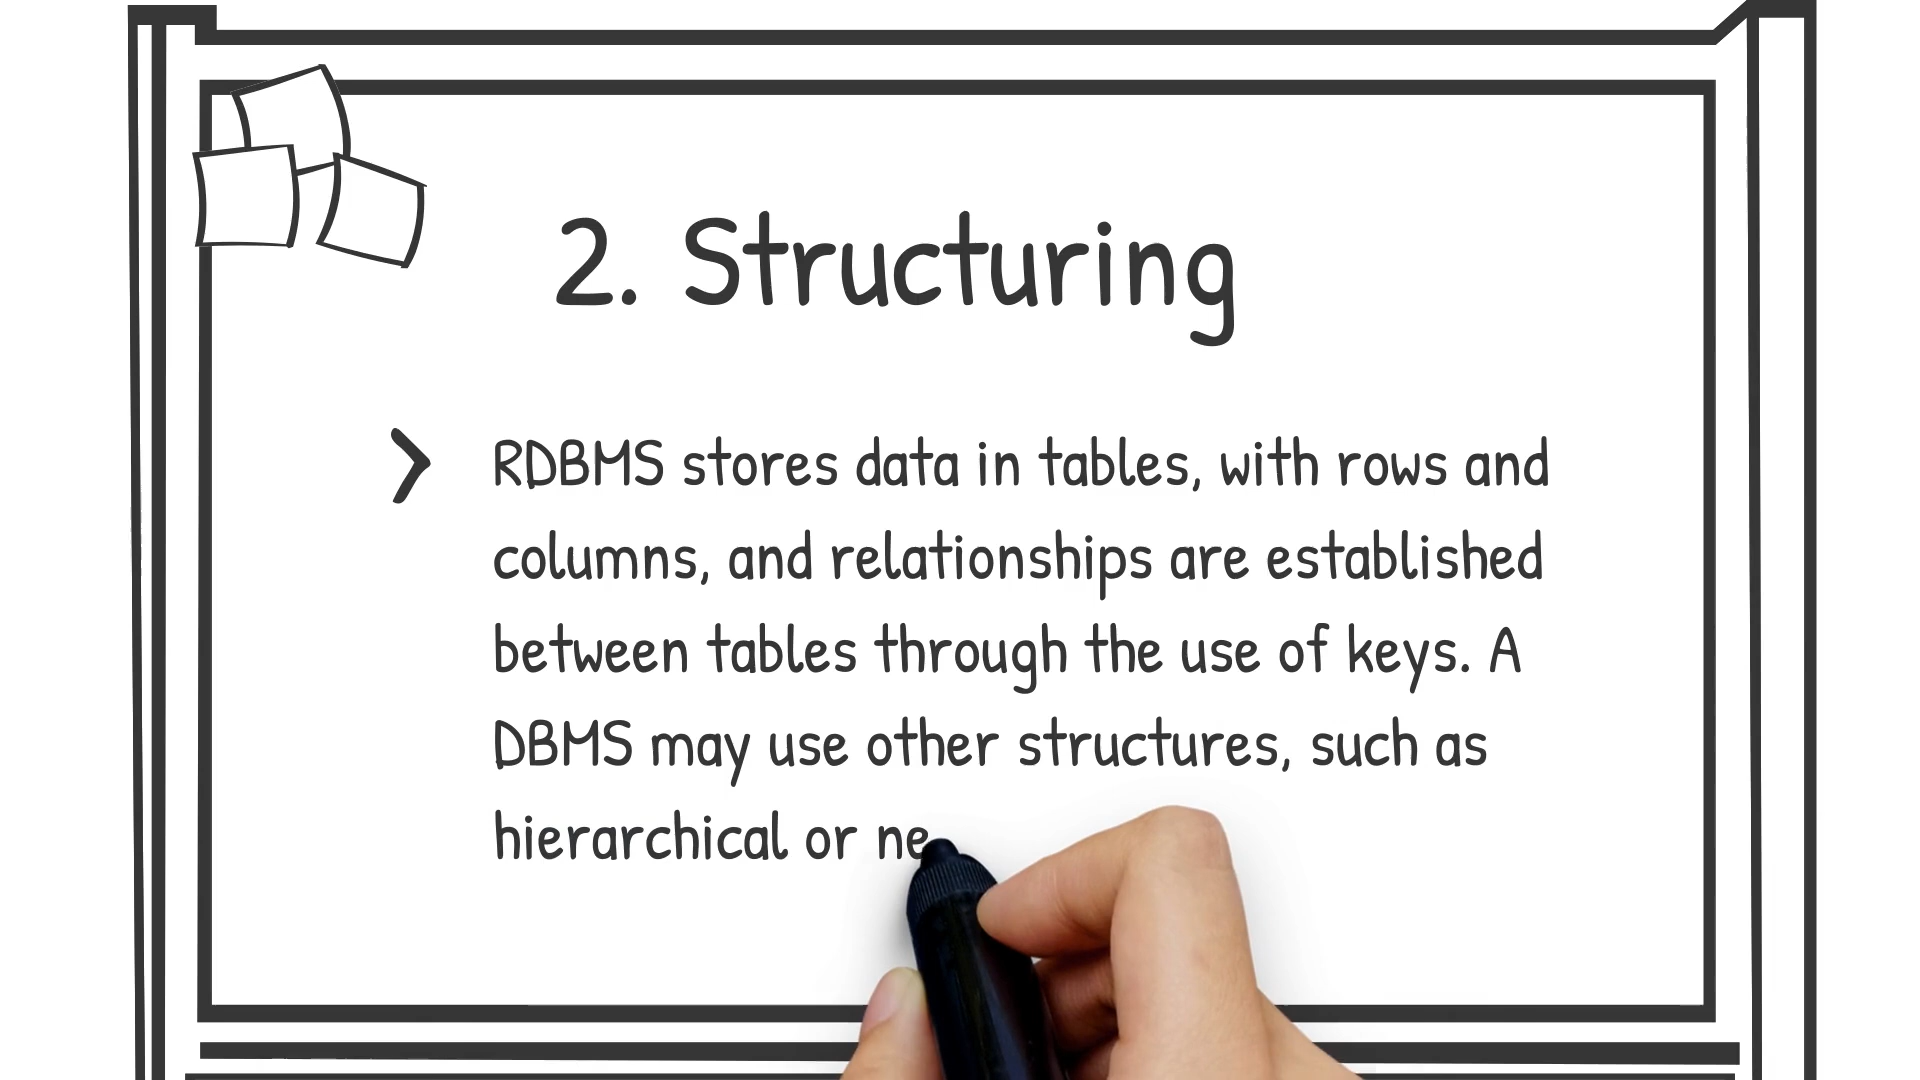 2. Structuring
RDBMS stores data in tables, with rows and
columns, and relationships are established
between tables through the use of keys. A
DBMS may use other structures, such as
hierarchical or ne